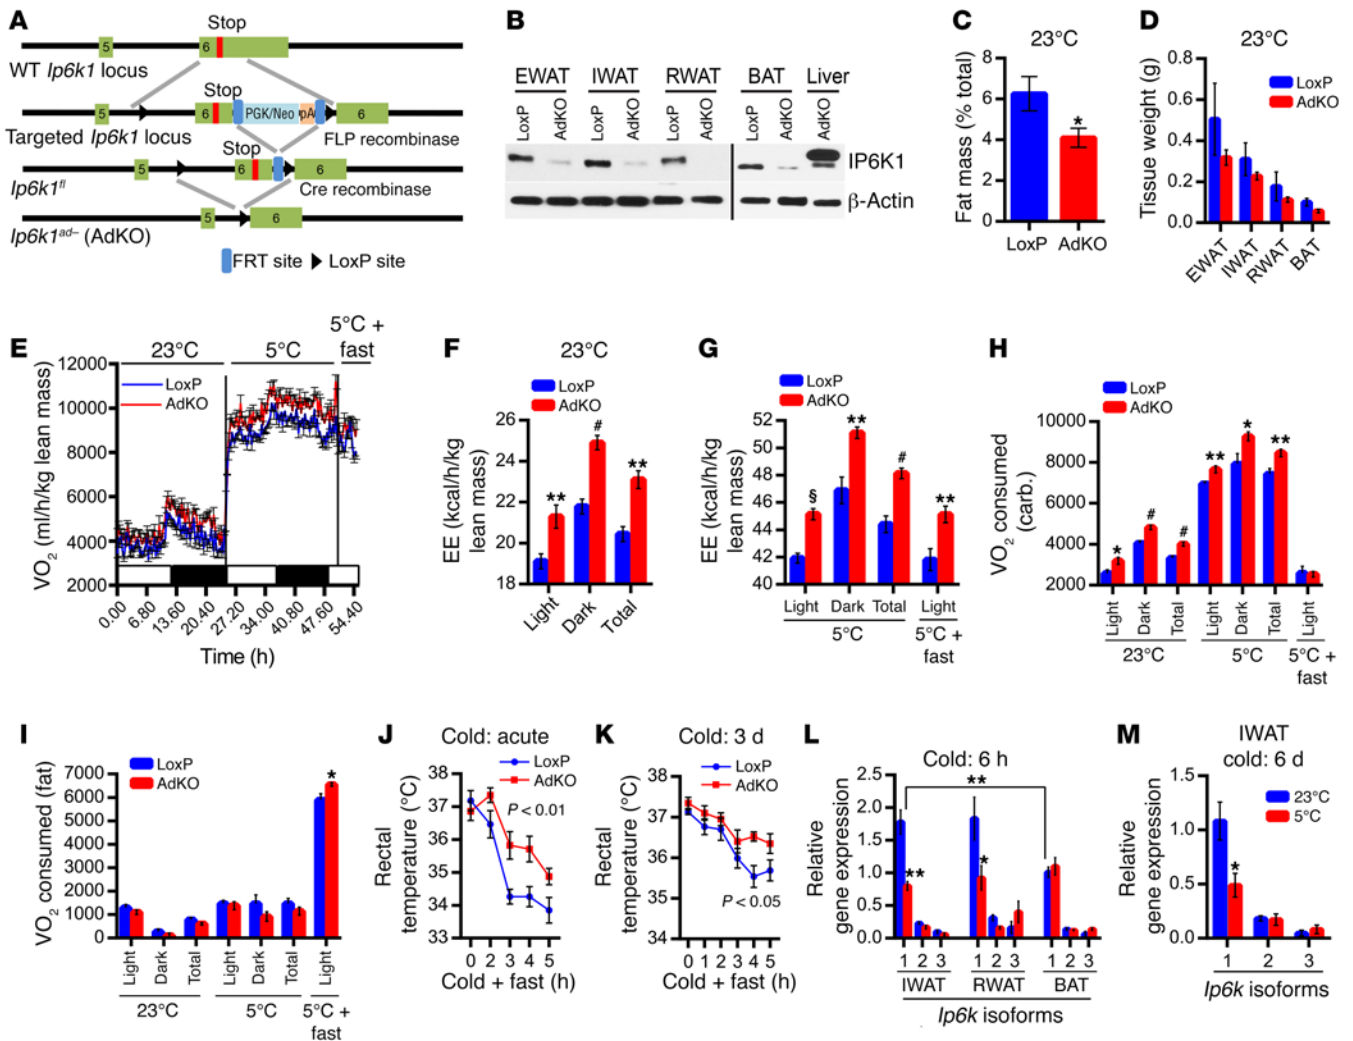 A
Stop
5
6
WT Ip6k1 locus
Stop
5
6
PGK/Neo
pA
6
Targeted Ip6k1 locus
FLP recombinase
Stop
5
6
6
Ip6k1fl
Cre recombinase
5
6
Ip6k1ad– (AdKO)
FRT site
LoxP site
B
EWAT IWAT RWAT BAT Liver
LoxP AdKO LoxP AdKO LoxP AdKO LoxP AdKO AdKO
IP6K1
β-Actin
C
23°C
Fat mass (% total)
8
6
4
2
0
*
LoxP AdKO
D
23°C
Tissue weight (g)
0.8
0.6
0.4
0.2
0.0
LoxP
AdKO
EWAT IWAT RWAT BAT
E
23°C 5°C 5°C + fast
VO2 (ml/h/kg lean mass)
12000
10000
8000
6000
4000
2000
LoxP
AdKO
0.00 6.80 13.60 20.40 27.20 34.00 40.80 47.60 54.40
Time (h)
F
23°C
LoxP
AdKO
EE (kcal/h/kg lean mass)
26
24
22
20
18
** # **
Light Dark Total
G
LoxP
AdKO
EE (kcal/h/kg lean mass)
52
50
48
46
44
42
40
§ ** # **
Light Dark Total Light
5°C 5°C + fast
H
LoxP
AdKO
VO2 consumed (carb.)
10000
8000
6000
4000
2000
* # # ** * **
Light Dark Total Light Dark Total Light
23°C 5°C 5°C + fast
I
LoxP
AdKO
VO2 consumed (fat)
7000
6000
5000
4000
3000
2000
1000
0
*
Light Dark Total Light Dark Total Light
23°C 5°C 5°C + fast
J
Cold: acute
LoxP
AdKO
P < 0.01
Rectal temperature (°C)
38
37
36
35
34
33
0 2 3 4 5
Cold + fast (h)
K
Cold: 3 d
LoxP
AdKO
P < 0.05
Rectal temperature (°C)
38
37
36
35
34
0 1 2 3 4 5
Cold + fast (h)
L
Cold: 6 h
Relative gene expression
2.5
2.0
1.5
1.0
0.5
0.0
** ** *
1 2 3 1 2 3 1 2 3
IWAT RWAT BAT
Ip6k isoforms
M
IWAT
cold: 6 d
23°C
5°C
Relative gene expression
1.5
1.0
0.5
0.0
*
1 2 3
Ip6k isoforms